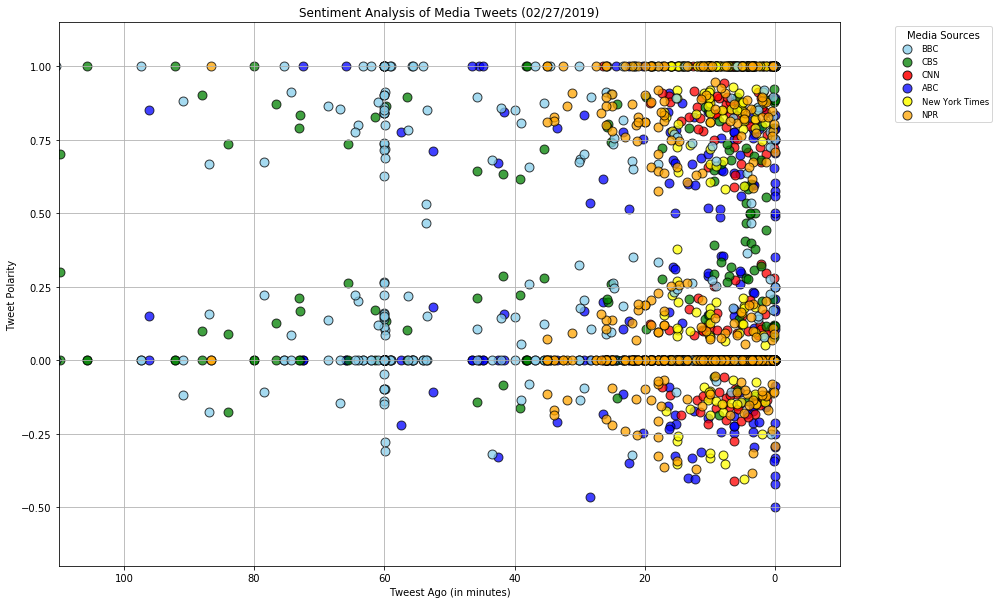 Sentiment Analysis of Media Tweets (02/27/2019)
Media Sources
BBC
CBS
CNN
ABC
New York Times
NPR
Tweet Polarity
1.00
0.75
0.50
0.25
0.00
−0.25
−0.50
100
80
60
40
20
0
Tweest Ago (in minutes)